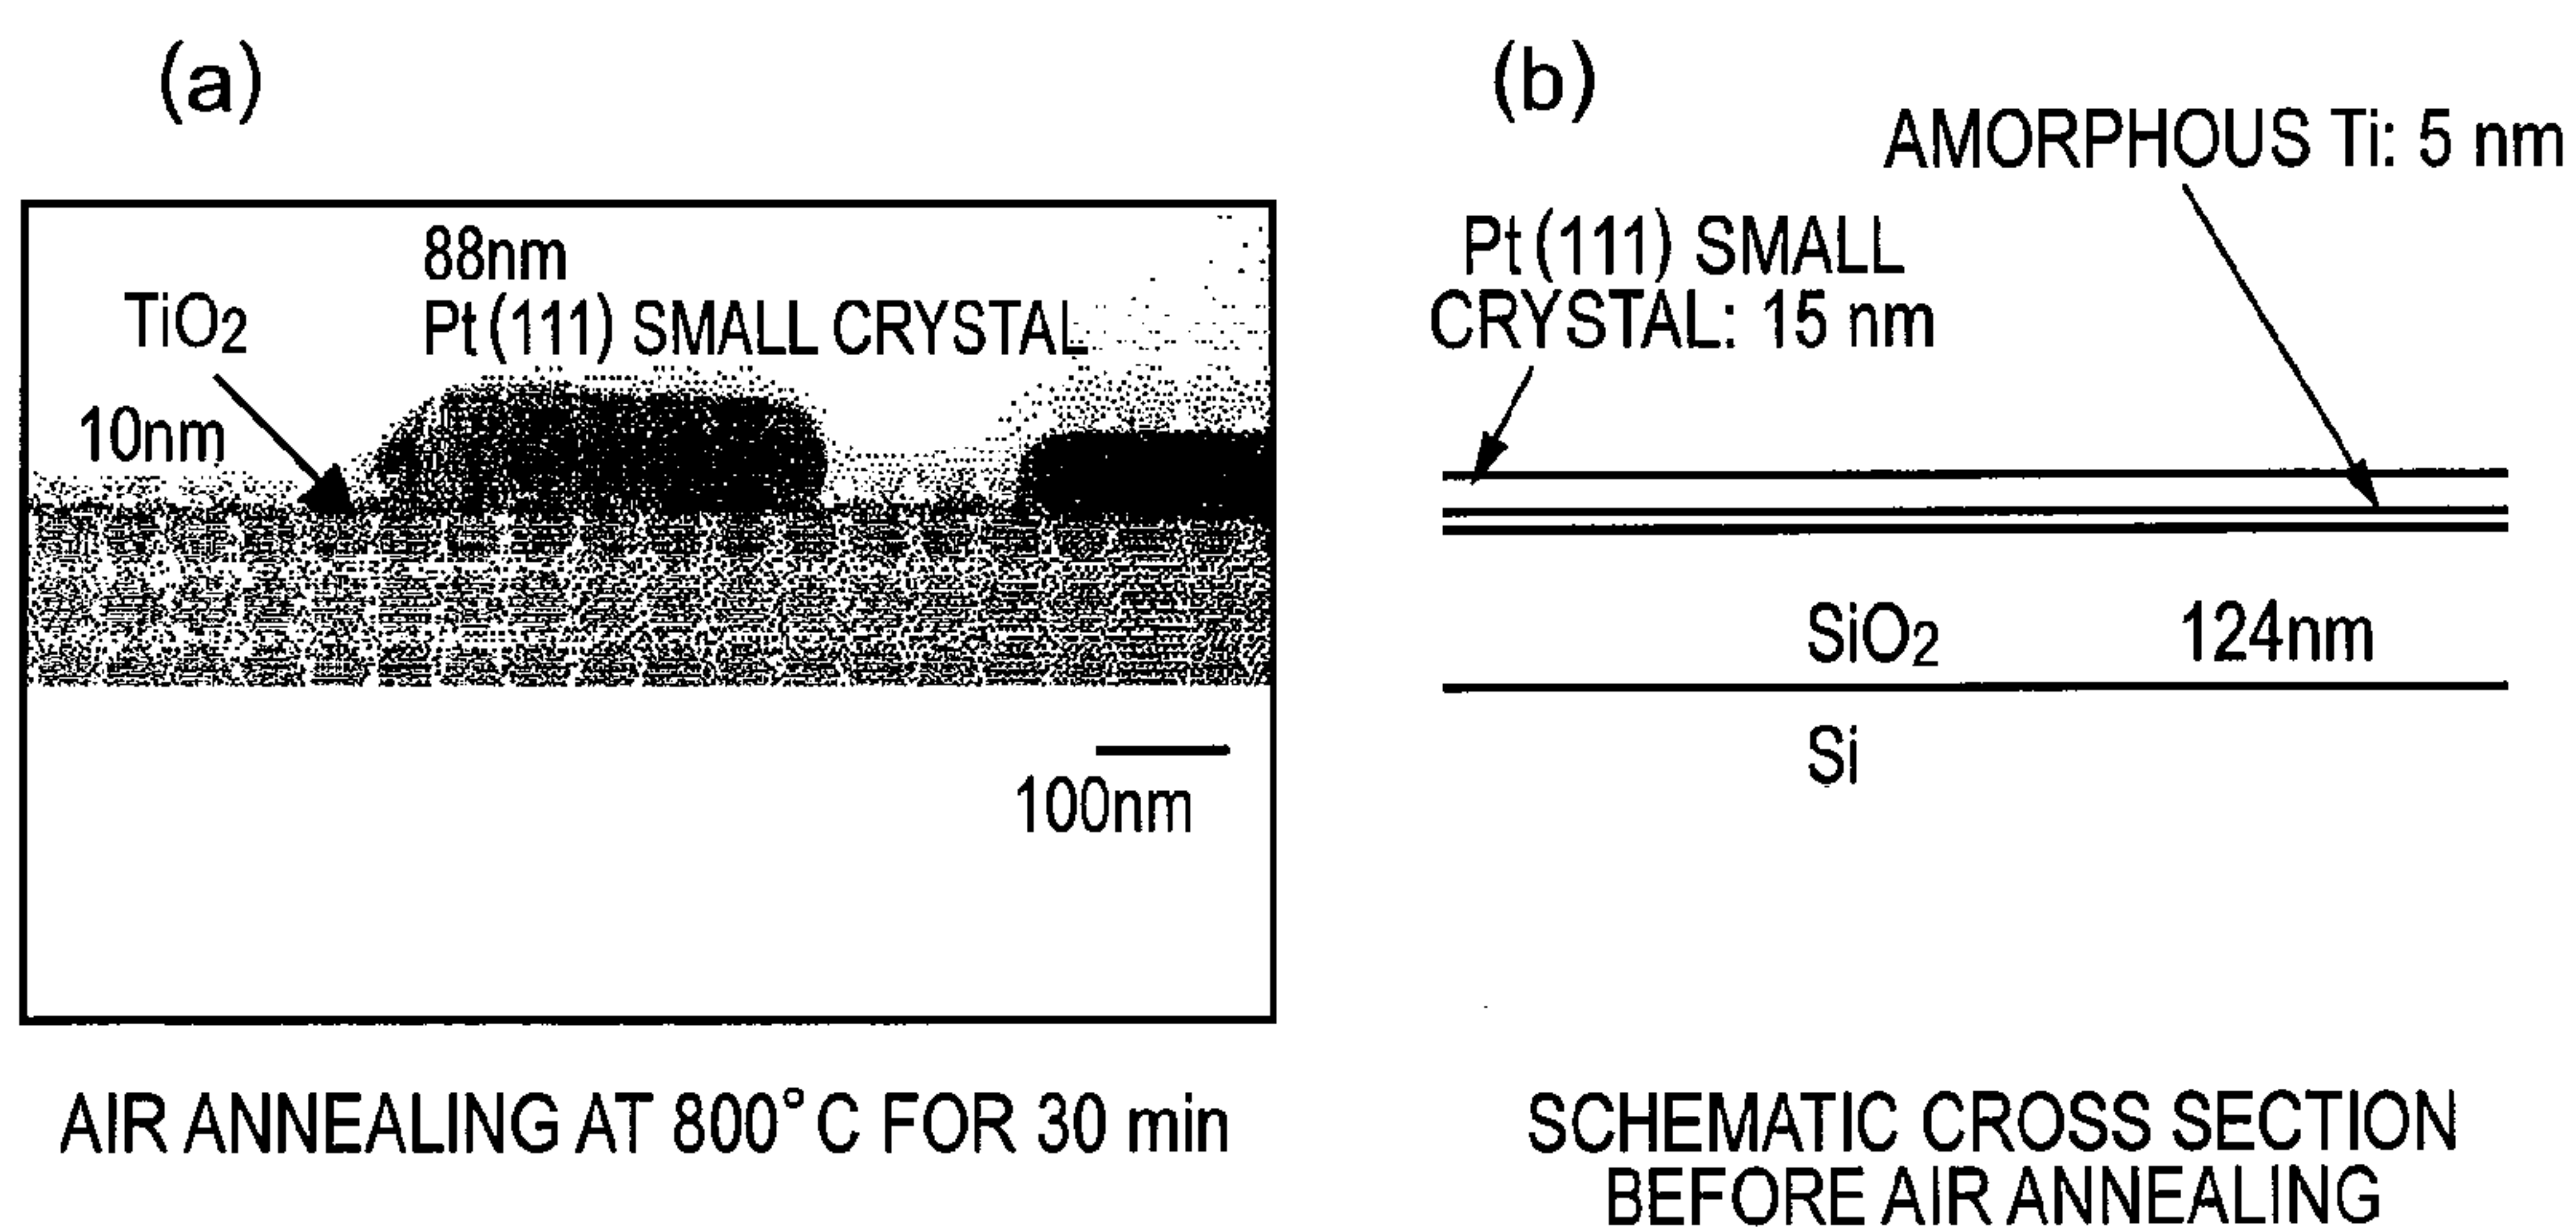 (a)
88nm
Pt (111) SMALL CRYSTAL
TiO2
10nm
100nm
AIR ANNEALING AT 800°C FOR 30 min
(b)
AMORPHOUS Ti: 5 nm
Pt (111) SMALL
CRYSTAL: 15 nm
SiO2 124nm
Si
SCHEMATIC CROSS SECTION
BEFORE AIR ANNEALING